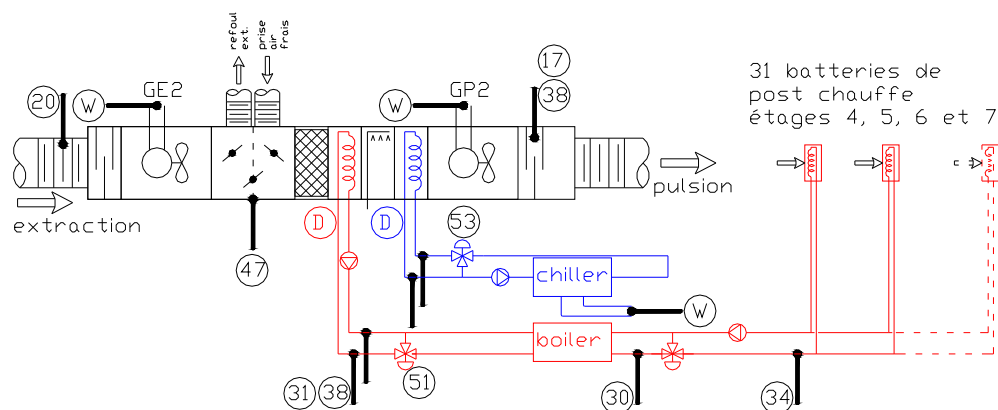 refoul
ext.
prise
air
frais
20
W
GE2
W
GP2
17
38
31 batteries de
post chauffe
étages 4, 5, 6 et 7
extraction
pulsion
D
D
53
47
chiller
W
boiler
31
38
51
30
34